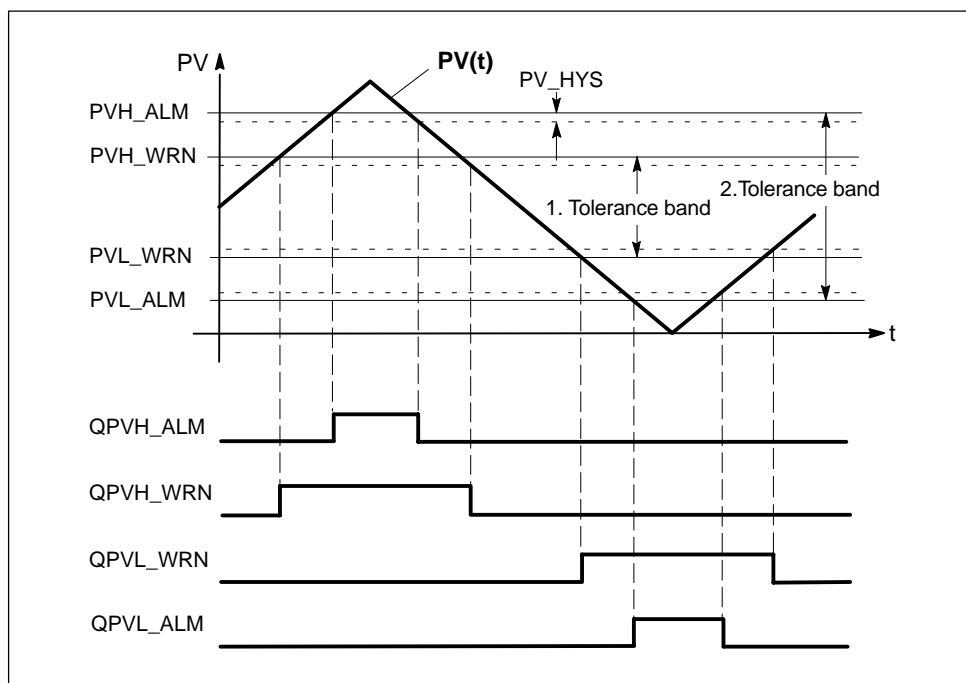 PV
PV(t)
PV_HYS
PVH_ALM
PVH_WRN
2.Tolerance band
1. Tolerance band
PVL_WRN
PVL_ALM
t
QPVH_ALM
QPVH_WRN
QPVL_WRN
QPVL_ALM